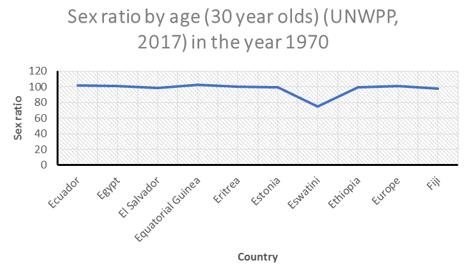 Sex ratio by age (30 year olds) (UNWPP,
2017) in the year 1970
120
100
80
60
40
20
0
Sex ratio
Ecuador
Egypt
El Salvador
Equatorial Guinea
Eritrea
Estonia
Eswatini
Ethiopia
Europe
Fiji
Country